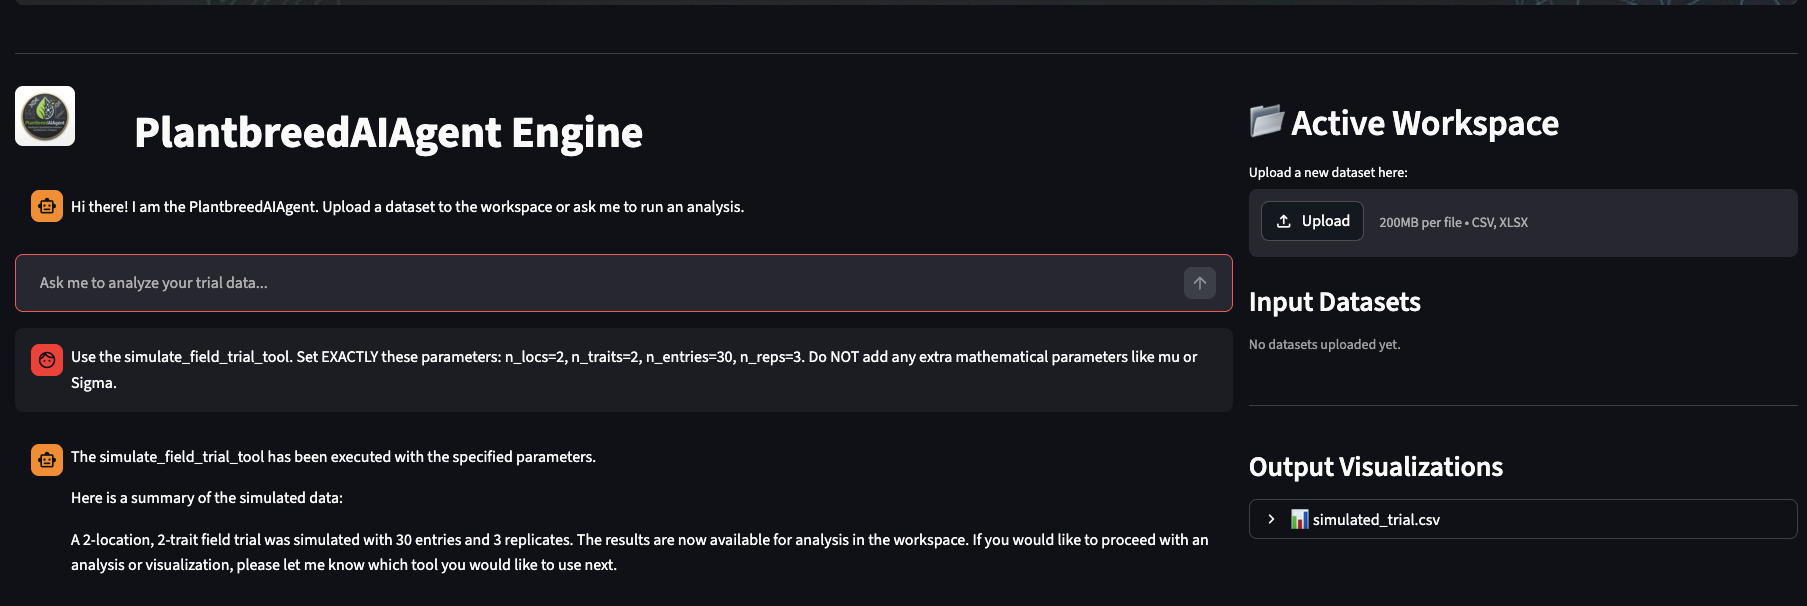 PlantbreedAIAgent Engine
Hi there! I am the PlantbreedAIAgent. Upload a dataset to the workspace or ask me to run an analysis.
Ask me to analyze your trial data...
Use the simulate_field_trial_tool. Set EXACTLY these parameters: n_locs=2, n_traits=2, n_entries=30, n_reps=3. Do NOT add any extra mathematical parameters like mu or
Sigma.
The simulate_field_trial_tool has been executed with the specified parameters.
Here is a summary of the simulated data:
A 2-location, 2-trait field trial was simulated with 30 entries and 3 replicates. The results are now available for analysis in the workspace. If you would like to proceed with an
analysis or visualization, please let me know which tool you would like to use next.
Active Workspace
Upload a new dataset here:
Upload
200MB per file • CSV, XLSX
Input Datasets
No datasets uploaded yet.
Output Visualizations
simulated_trial.csv